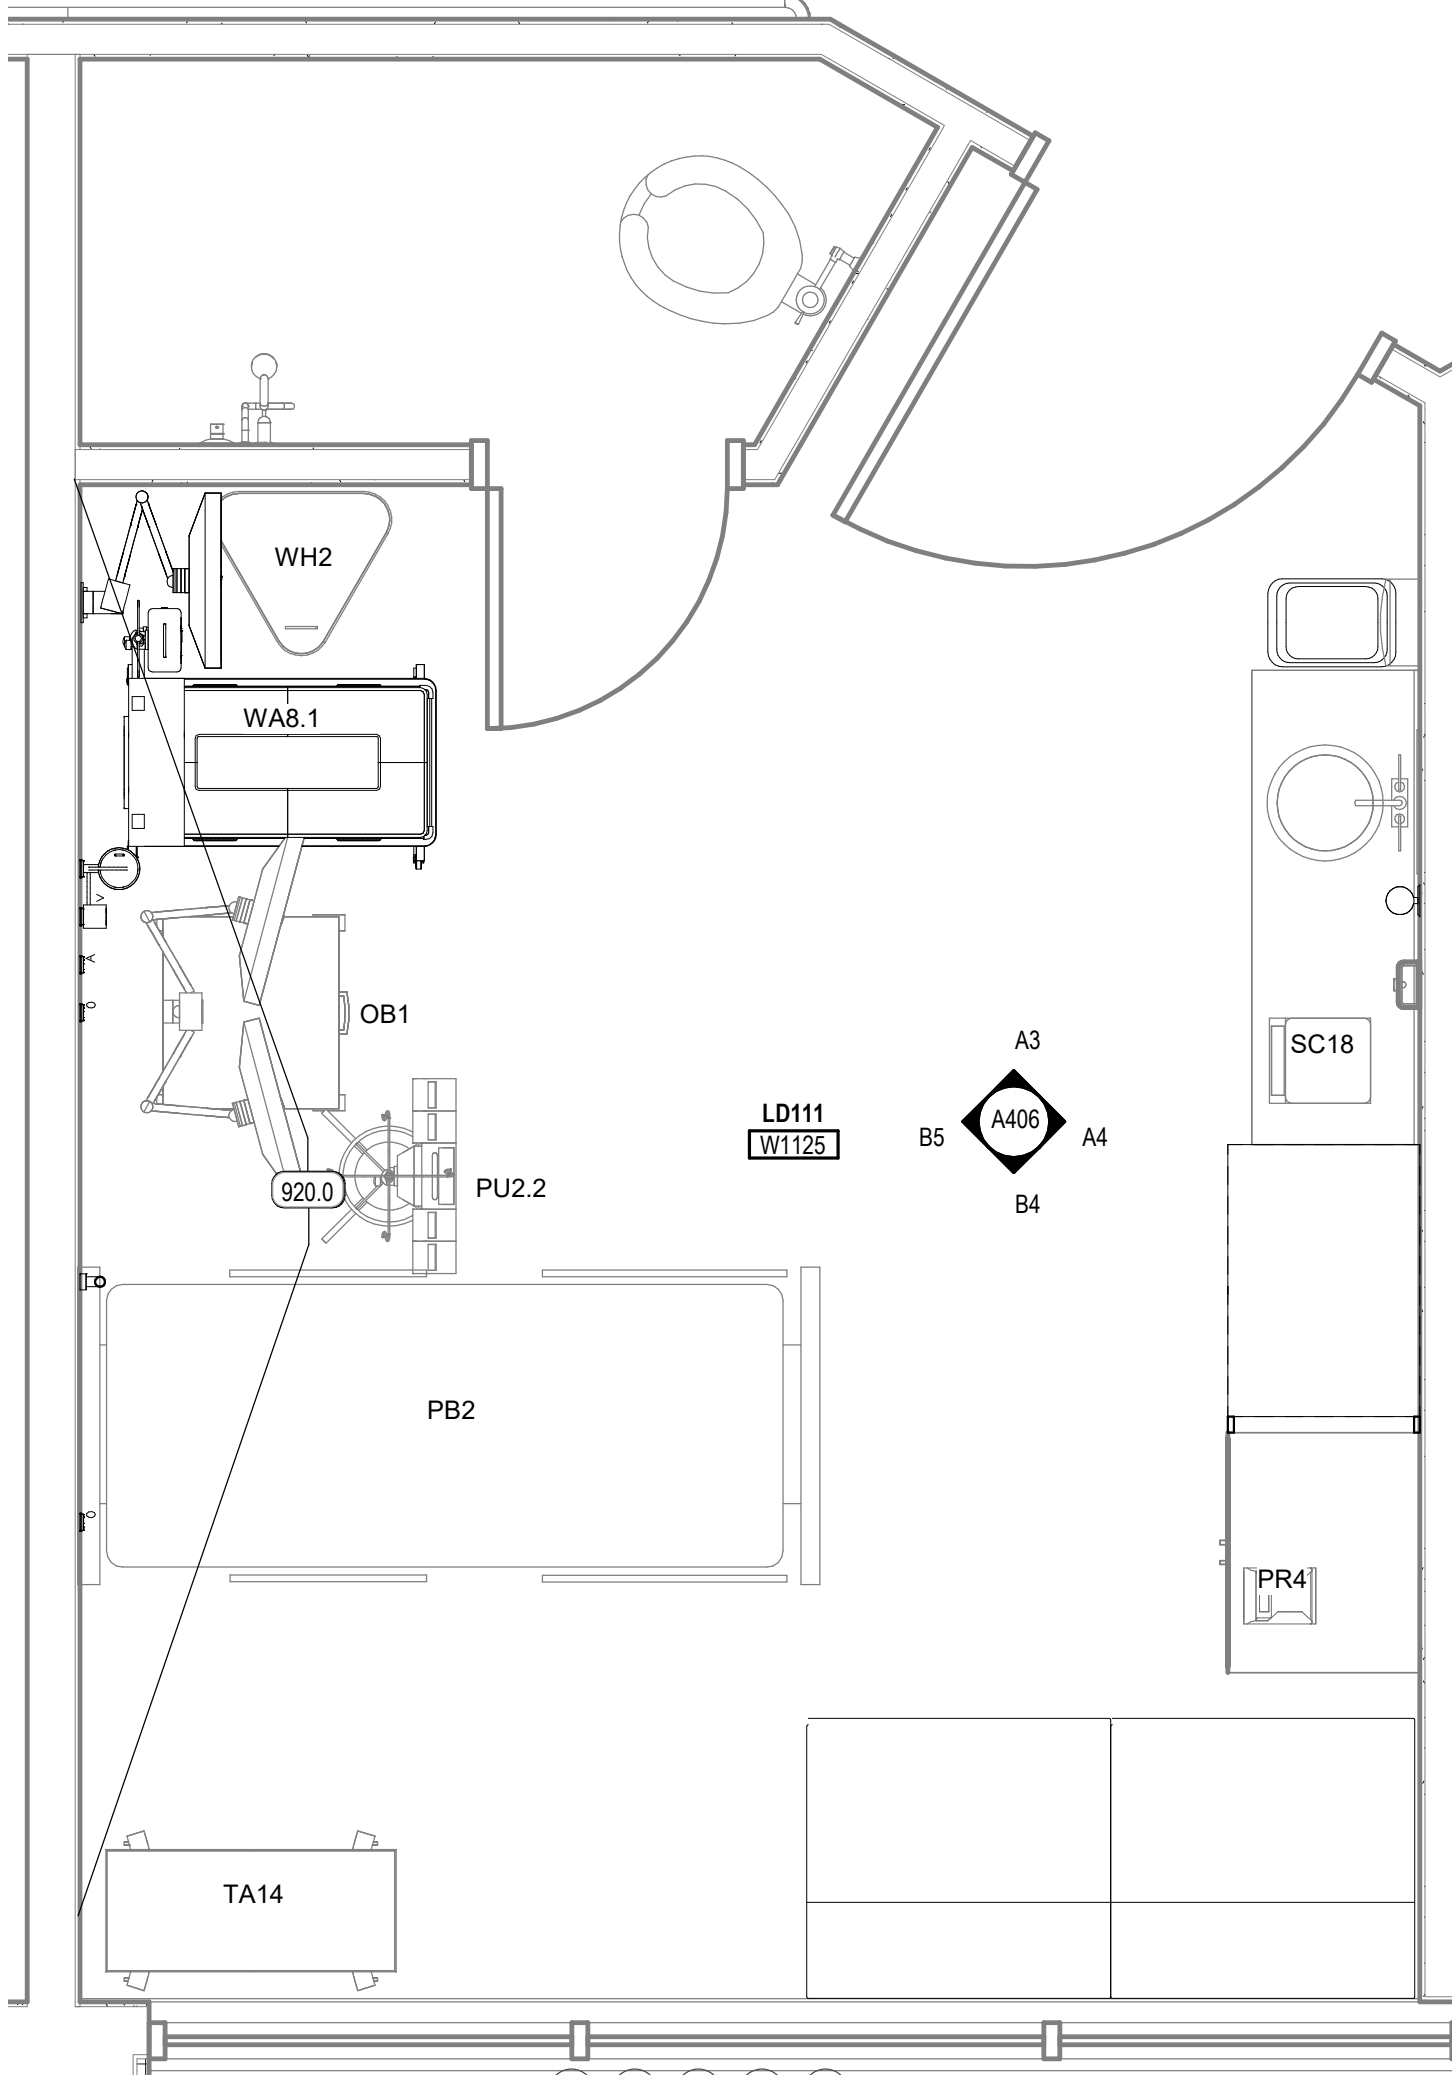 WH2
WA8.1
V
A
O
OB1
A3
SC18
LD111
W1125
B5
A406
A4
920.0
PU2.2
B4
PB2
O
PR4
TA14